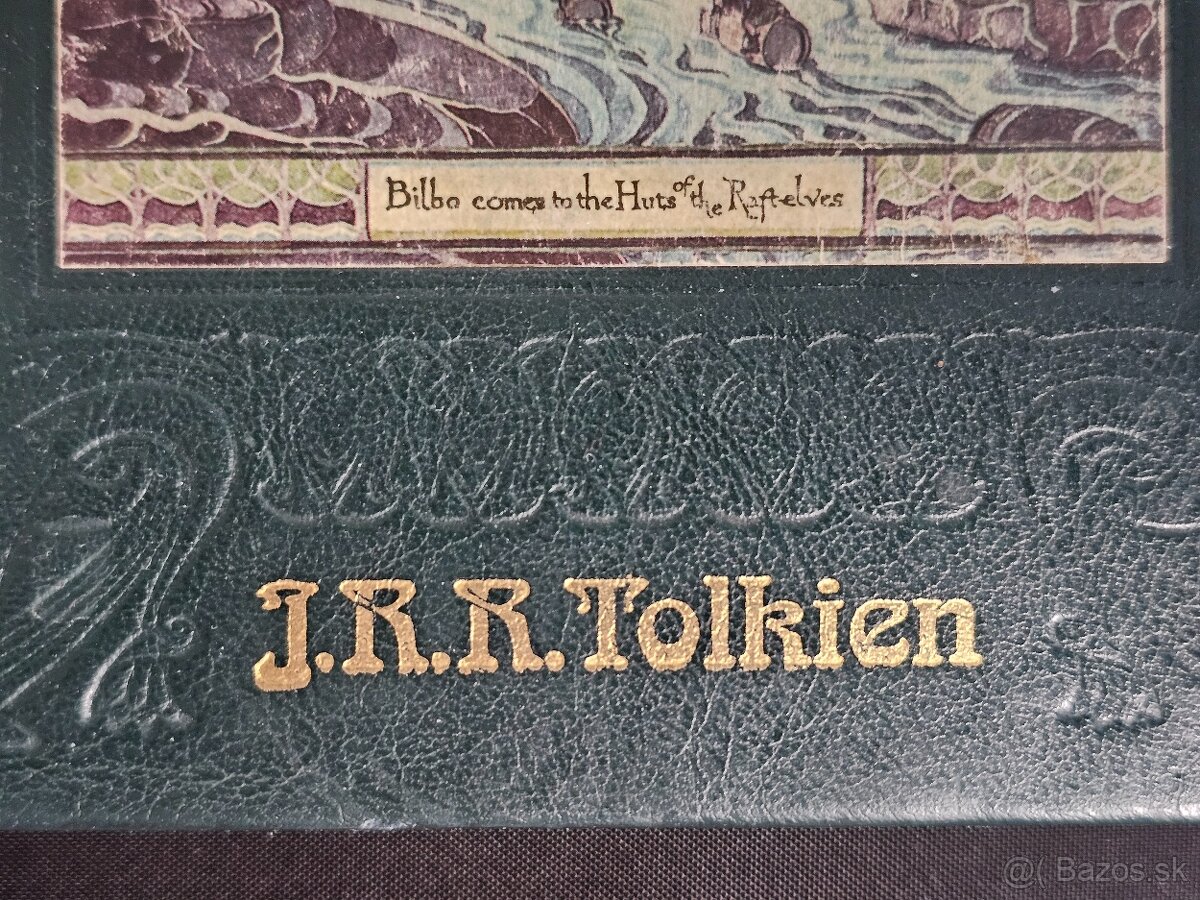 Bilbo comes to the Huts of the Raft-elves
J.R.R. Tolkien
@( Bazos.sk